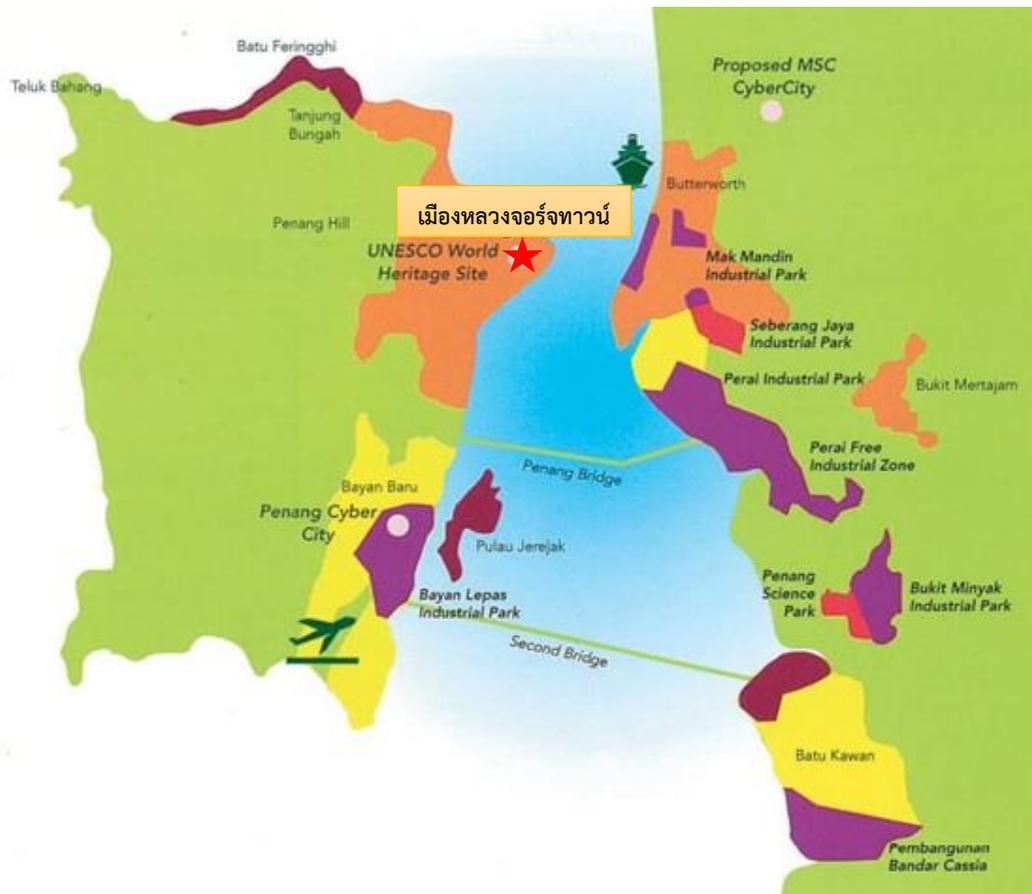 Batu Feringghi
Teluk Bahang
Tanjung
Bungah
Proposed MSC
CyberCity
Butterworth
เมืองหลวงจอร์จทาวน์
Penang Hill
UNESCO World
Heritage Site
Mak Mandin
Industrial Park
Seberang Jaya
Industrial Park
Perai Industrial Park
Bukit Mertajam
Perai Free
Industrial Zone
Penang Bridge
Bayan Baru
Penang Cyber
City
Pulau Jerejak
Bayan Lepas
Industrial Park
Penang
Science
Park
Bukit Minyak
Industrial Park
Second Bridge
Batu Kawan
Pembangunan
Bandar Cassia